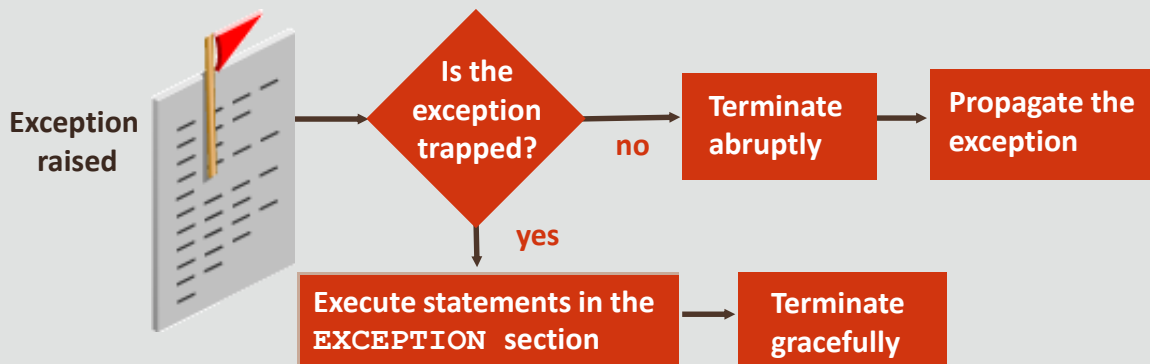 Exception
raised
Is the
exception
trapped?
no
Terminate
abruptly
Propagate the
exception
yes
Execute statements in the
EXCEPTION section
Terminate
gracefully